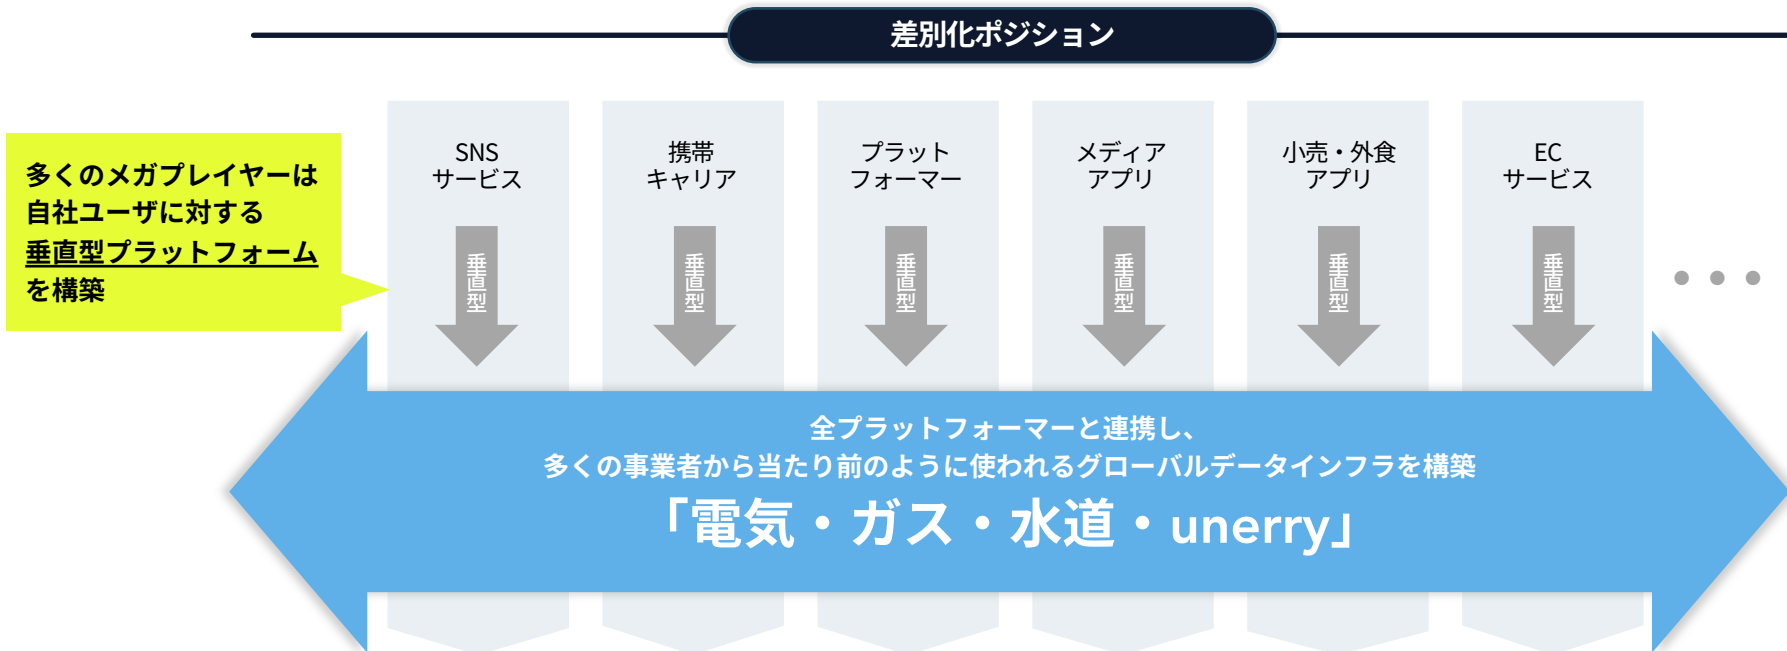 差別化ポジション
多くのメガプレイヤーは
自社ユーザに対する
垂直型プラットフォーム
を構築
SNS
サービス
携帯
キャリア
プラット
フォーマー
メディア
アプリ
小売・外食
アプリ
EC
サービス
垂直型
垂直型
垂直型
垂直型
垂直型
垂直型
全プラットフォーマーと連携し、
多くの事業者から当たり前のように使われるグローバルデータインフラを構築
「電気・ガス・水道・unerry」